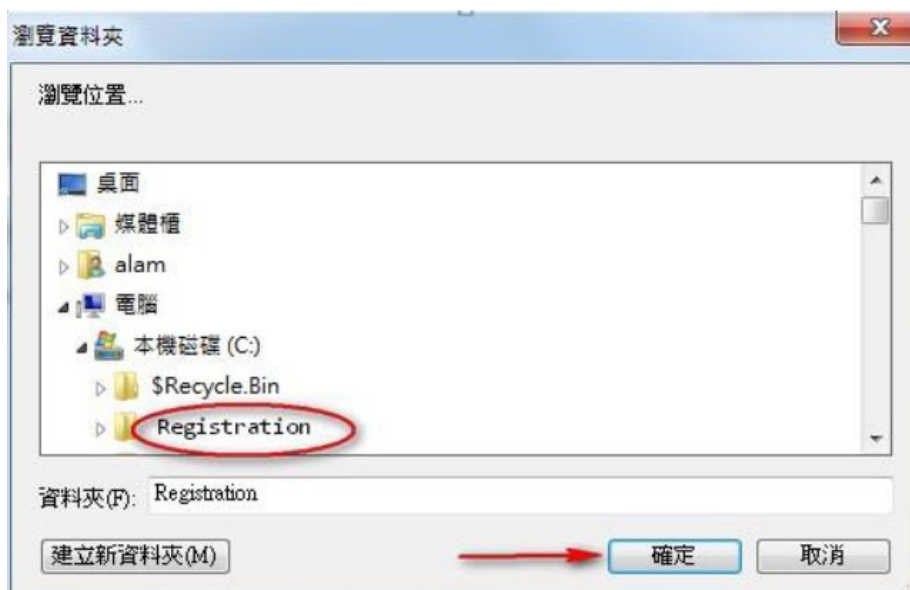 瀏覽資料夾
瀏覽位置...
桌面
媒體櫃
alam
電腦
本機磁碟 (C:)
$Recycle.Bin
Registration
資料夾(F): Registration
建立新資料夾(M) 確定 取消